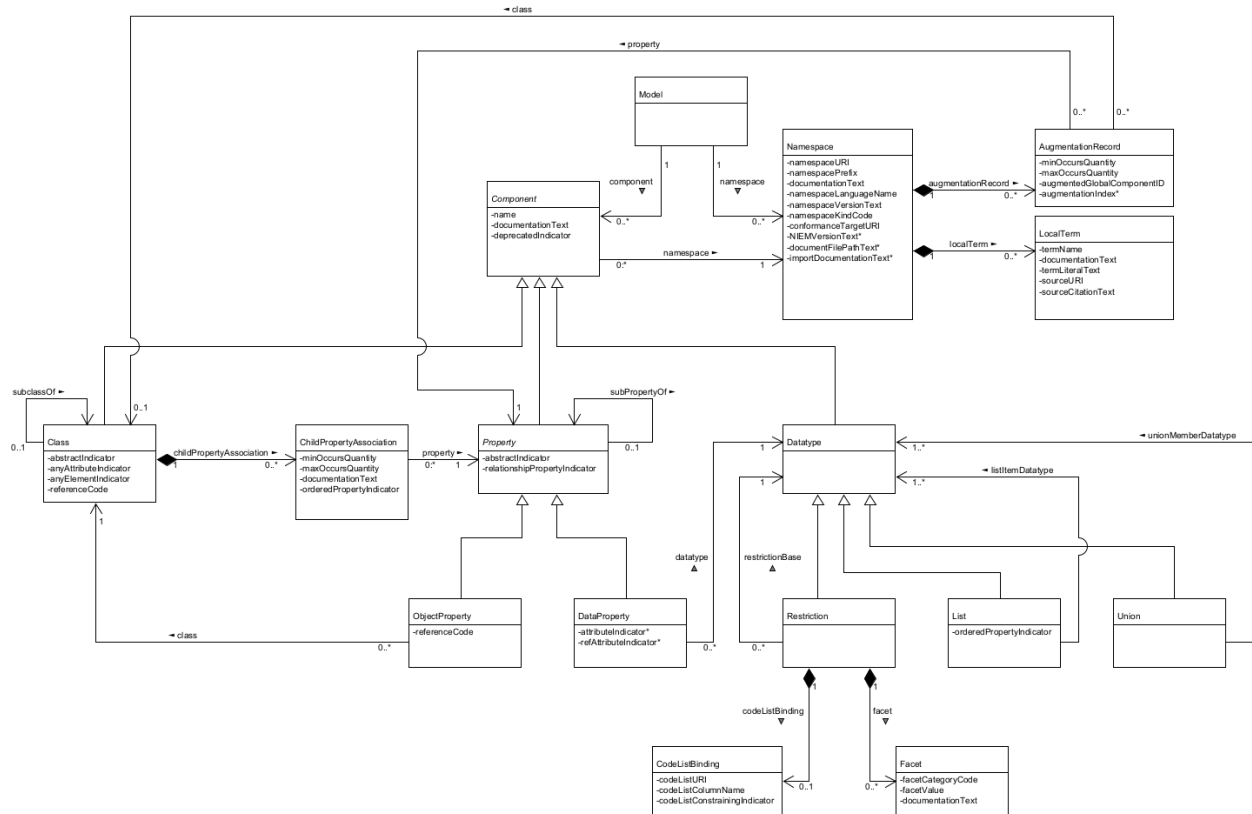 ◄ class
◄ property
Model
0..*
0..*
Namespace
-namespaceURI
-namespacePrefix
-documentationText
-namespaceLanguageName
-namespaceVersionText
-namespaceKindCode
-conformanceTargetURI
-NIEMVersionText*
-documentFilePathText*
-importDocumentationText*
AugmentationRecord
-minOccursQuantity
-maxOccursQuantity
-augmentedGlobalComponentID
-augmentationIndex*
1
1
component
▼
namespace
▼
augmentationRecord ►
1
0..*
Component
-name
-documentationText
-deprecatedIndicator
0..*
0..*
LocalTerm
-termName
-documentationText
-termLiteralText
-sourceURI
-sourceCitationText
localTerm ►
1
0..*
namespace ►
0:*
1
subclassOf ►
0..1
0..1
1
subPropertyOf ►
0..1
Class
-abstractIndicator
-anyAttributeIndicator
-anyElementIndicator
-referenceCode
childPropertyAssociation ►
1
0..*
ChildPropertyAssociation
-minOccursQuantity
-maxOccursQuantity
-documentationText
-orderedPropertyIndicator
property ►
0:*
1
Property
-abstractIndicator
-relationshipPropertyIndicator
Datatype
1
1
1..*
◄ unionMemberDatatype
◄ listItemDatatype
1..*
1
datatype
▲
restrictionBase
▲
ObjectProperty
-referenceCode
DataProperty
-attributeIndicator*
-refAttributeIndicator*
Restriction
List
-orderedPropertyIndicator
Union
◄ class
0..*
0..*
0..*
1
1
codeListBinding
▼
facet
▼
CodeListBinding
-codeListURI
-codeListColumnName
-codeListConstrainingIndicator
0..1
0..*
Facet
-facetCategoryCode
-facetValue
-documentationText